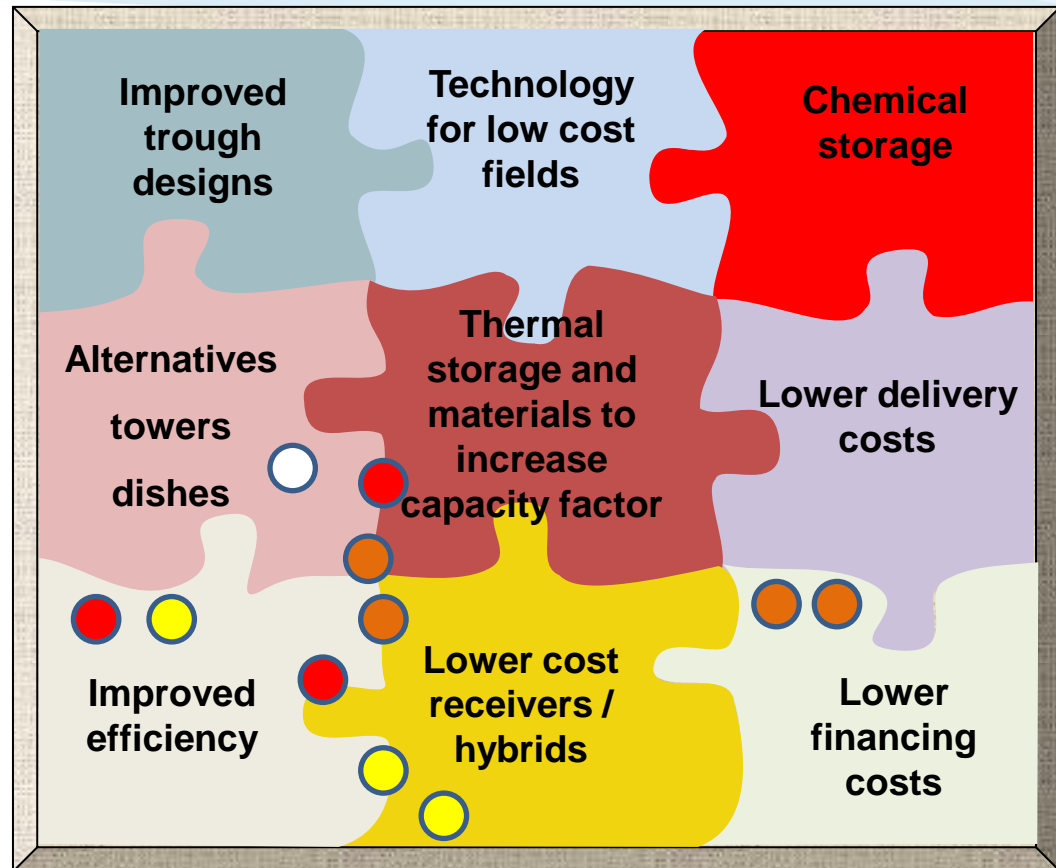 Improved
trough
designs
Technology
for low cost
fields
Chemical
storage
Alternatives
towers
dishes
Thermal
storage and
materials to
increase
capacity factor
Lower delivery
costs
Improved
efficiency
Lower cost
receivers /
hybrids
Lower
financing
costs